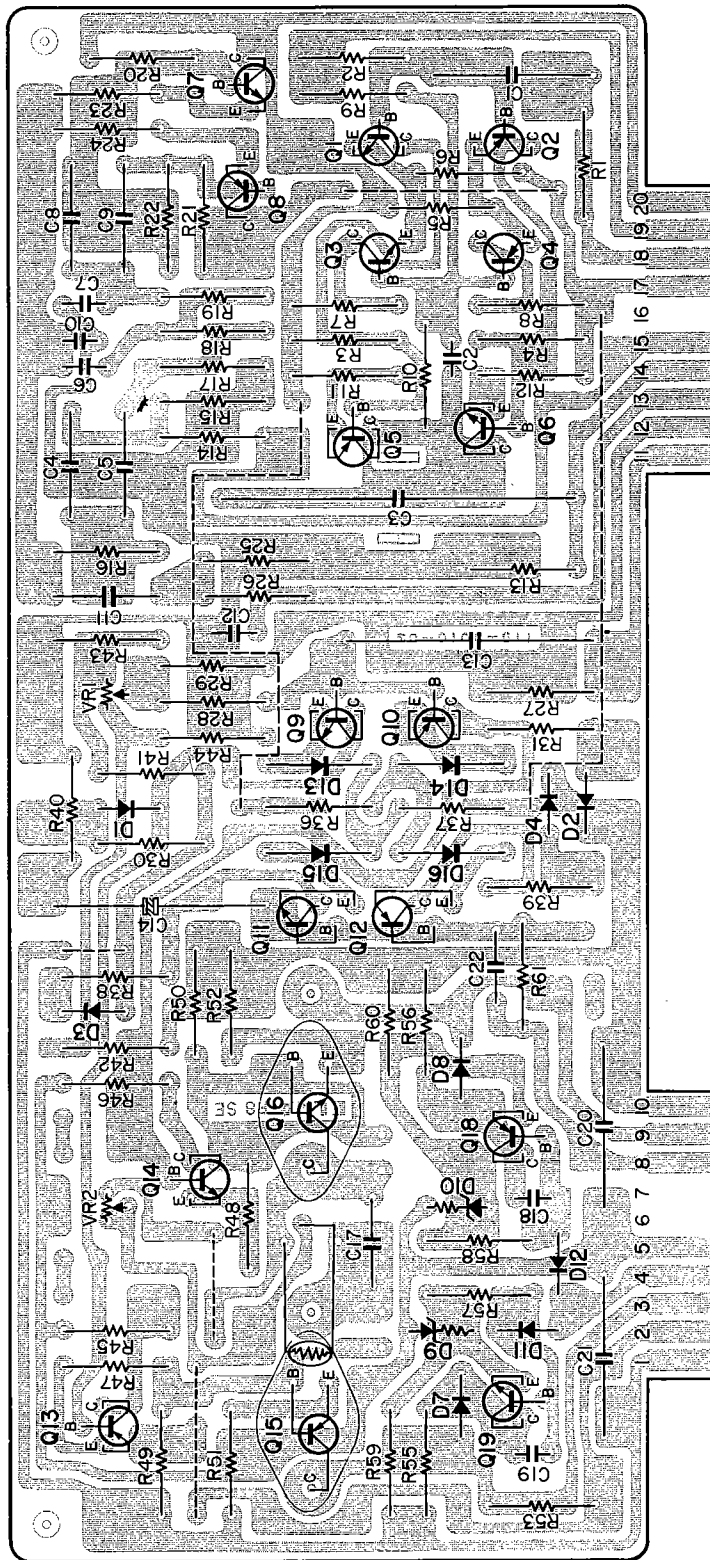 R20
Q7
C
B
E
R2
C1
R23
R9
R24
Q1
E
B
C
B
E
C
Q2
R6
R1
C8
C9
R22
R21
E
B
C
Q8
R5
20
19
18
17
16
15
14
13
12
11
Q3
C
E
B
E
C
B
Q4
C7
C10
C6
R19
R18
R17
R15
R14
R7
R3
R11
R10
C2
R8
R4
R12
C4
C5
E
B
C
Q5
E
B
C
Q6
C3
R16
C11
R43
R25
R26
C12
R13
C13
VR1
R29
R28
R44
Q9
E
B
C
Q10
E
B
C
R27
R31
R41
R40
D1
R30
D13
D14
R36
R37
D4
D2
D15
D16
R39
C14
Q11
C
E
B
Q12
C
E
B
R38
D3
R50
R52
R60
R56
C22
R61
R42
R46
D8
Q16
B
E
C
Q18
E
B
C
C20
10
9
8
7
6
5
4
3
2
1
Q14
C
B
E
VR2
R48
D10
C18
C17
R58
D12
R45
R47
R57
D9
D11
C21
Q13
C
B
E
Q15
B
E
C
D7
Q19
E
B
C
R49
R51
R59
R55
C19
R53